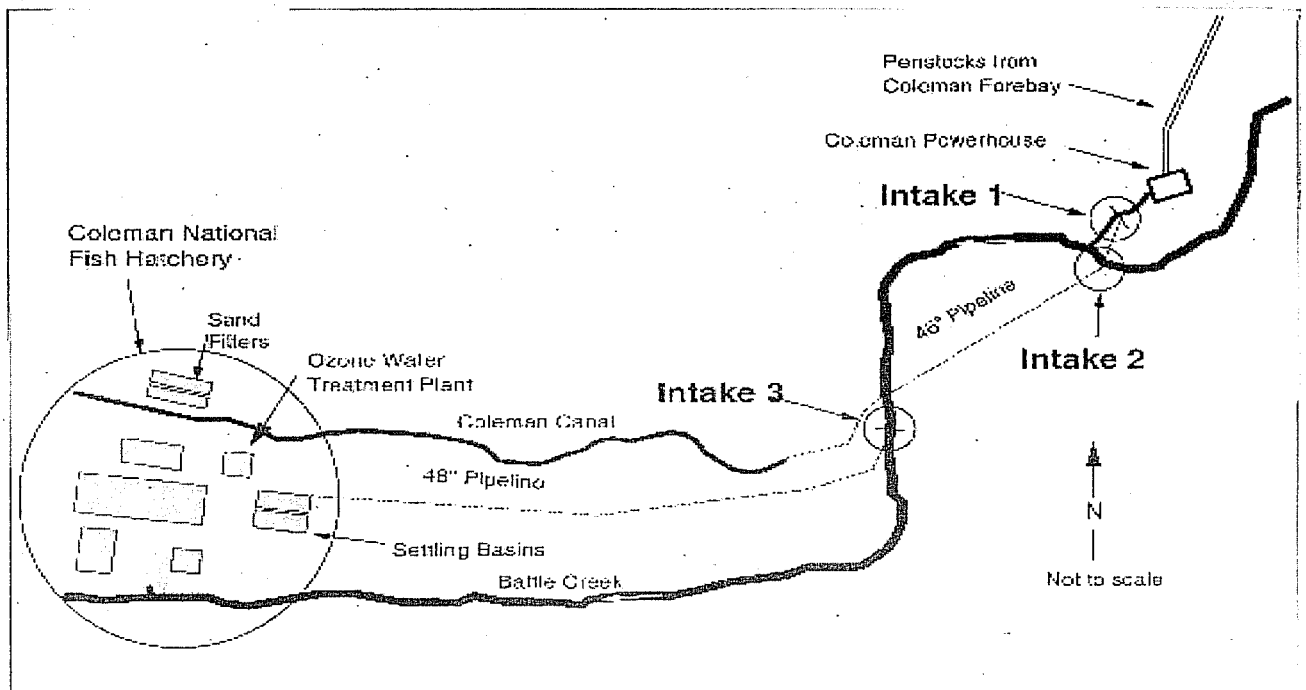 Penstocks from
Coleman Forebay
Coleman Powerhouse
Intake 1
Coleman National
Fish Hatchery
Sand
Filters
Ozone Water
Treatment Plant
46" Pipeline
Intake 2
Intake 3
Coleman Canal
48" Pipeline
N
Settling Basins
Battle Creek
Not to scale